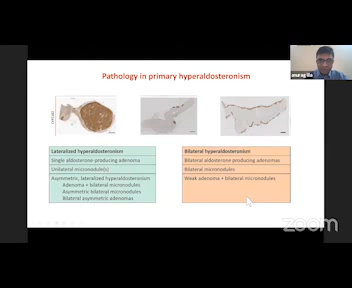 Pathology in primary hyperaldosteronism
Lateralized hyperaldosteronism
Single aldosterone-producing adenoma
Unilateral micronodule(s)
Asymmetric, lateralized hyperaldosteronism
Adenoma + bilateral micronodules
Asymmetric bilateral micronodules
Bilateral asymmetric adenomas
Bilateral hyperaldosteronism
Bilateral aldosterone producing adenomas
Bilateral micronodules
Weak adenoma + bilateral micronodules
zoom